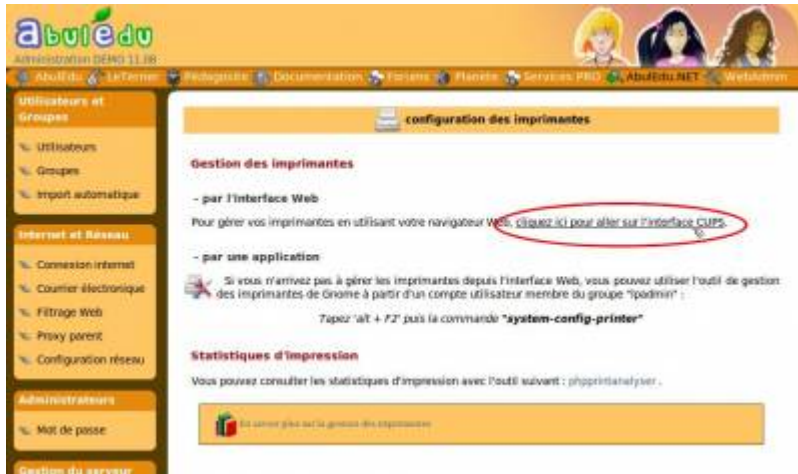 abulédu
Administration DEMO 11.08
AbulEdu LeTerrier Pédagosite Documentation Forums Planète Services PRO AbulEdu.NET WebAdmin
Utilisateurs et
Groupes
Utilisateurs
Groupes
Import automatique
Internet et Réseau
Connexion internet
Courrier électronique
Filtrage Web
Proxy parent
Configuration réseau
Administrateurs
Mot de passe
Gestion du serveur
configuration des imprimantes
Gestion des imprimantes
- par l'interface Web
Pour gérer vos imprimantes en utilisant votre navigateur Web, cliquez ici pour aller sur l'interface CUPS.
- par une application
Si vous n'arrivez pas à gérer les imprimantes depuis l'interface Web, vous pouvez utiliser l'outil de gestion
des imprimantes de Gnome à partir d'un compte utilisateur membre du groupe "lpadmin" :
Tapez 'alt + F2' puis la commande "system-config-printer"
Statistiques d'impression
Vous pouvez consulter les statistiques d'impression avec l'outil suivant : phpprintanalyser .
En savoir plus sur la gestion des imprimantes